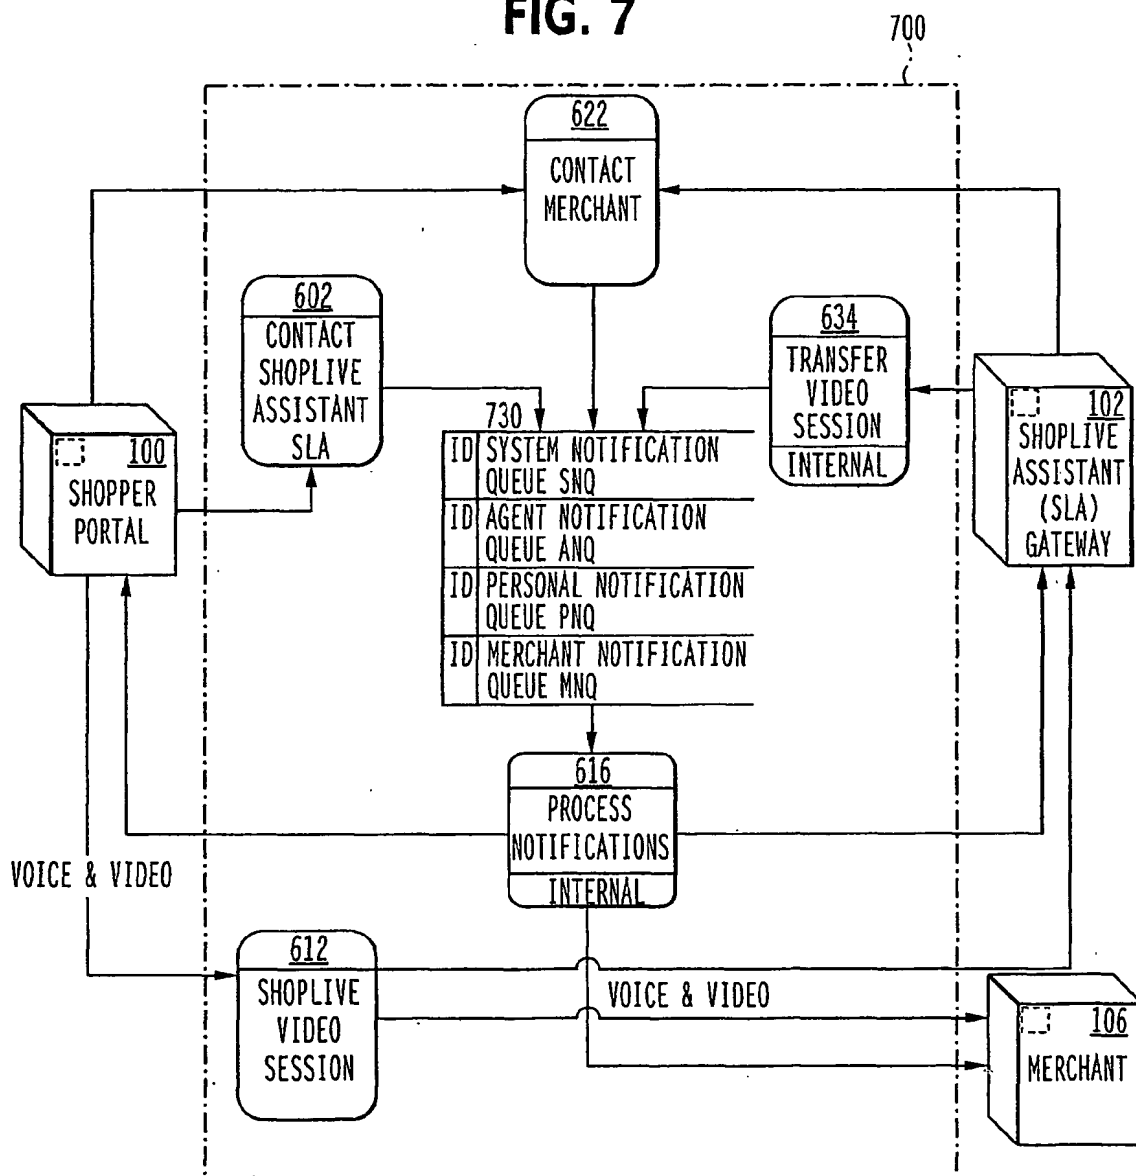 FIG. 7
700
622
CONTACT
MERCHANT
602
CONTACT
SHOPLIVE
ASSISTANT
SLA
634
TRANSFER
VIDEO
SESSION
INTERNAL
100
SHOPPER
PORTAL
102
SHOPLIVE
ASSISTANT
(SLA)
GATEWAY
730
ID SYSTEM NOTIFICATION
QUEUE SNQ
ID AGENT NOTIFICATION
QUEUE ANQ
ID PERSONAL NOTIFICATION
QUEUE PNQ
ID MERCHANT NOTIFICATION
QUEUE MNQ
616
PROCESS
NOTIFICATIONS
INTERNAL
VOICE & VIDEO
612
SHOPLIVE
VIDEO
SESSION
VOICE & VIDEO
106
MERCHANT